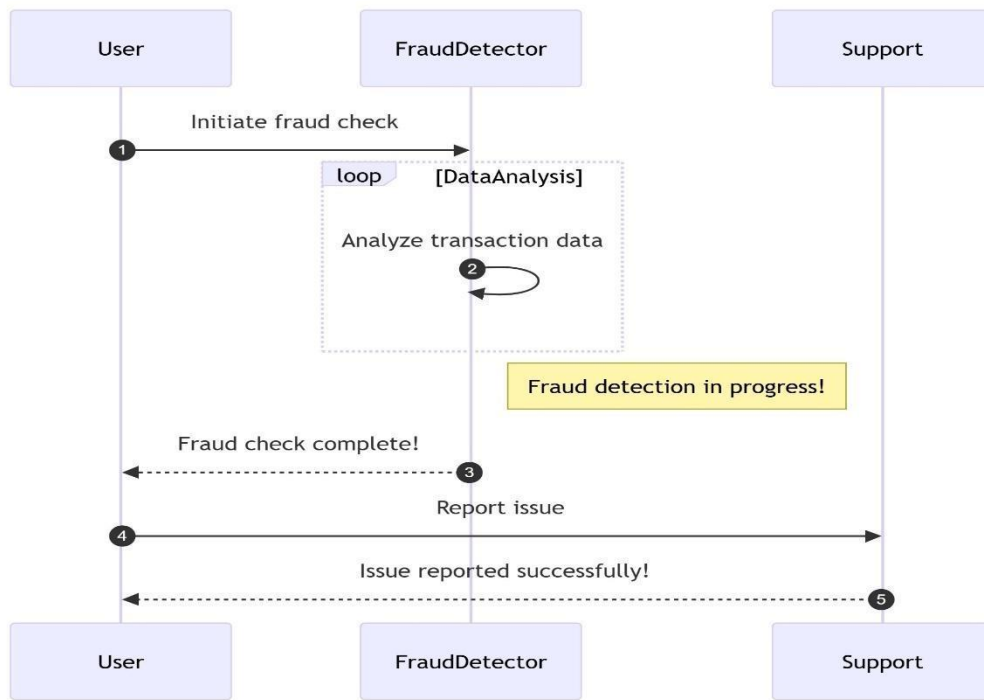 User
FraudDetector
Support
Initiate fraud check
1
loop
[DataAnalysis]
Analyze transaction data
2
Fraud detection in progress!
Fraud check complete!
3
Report issue
4
Issue reported successfully!
5
User
FraudDetector
Support